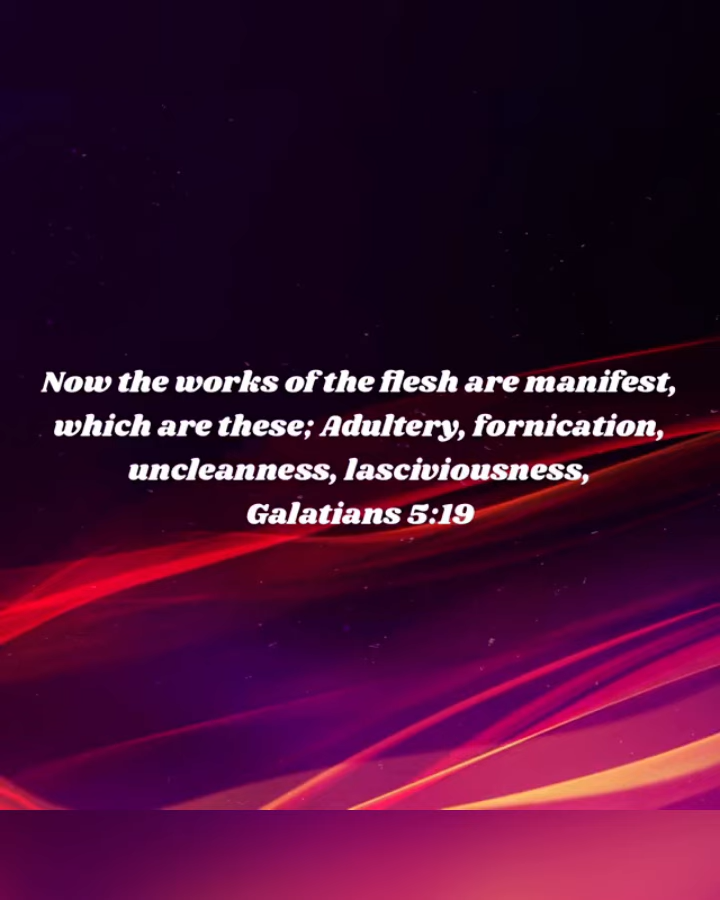 Now the works of the flesh are manifest,
which are these; Adultery, fornication,
uncleanness, lasciviousness,
Galatians 5:19